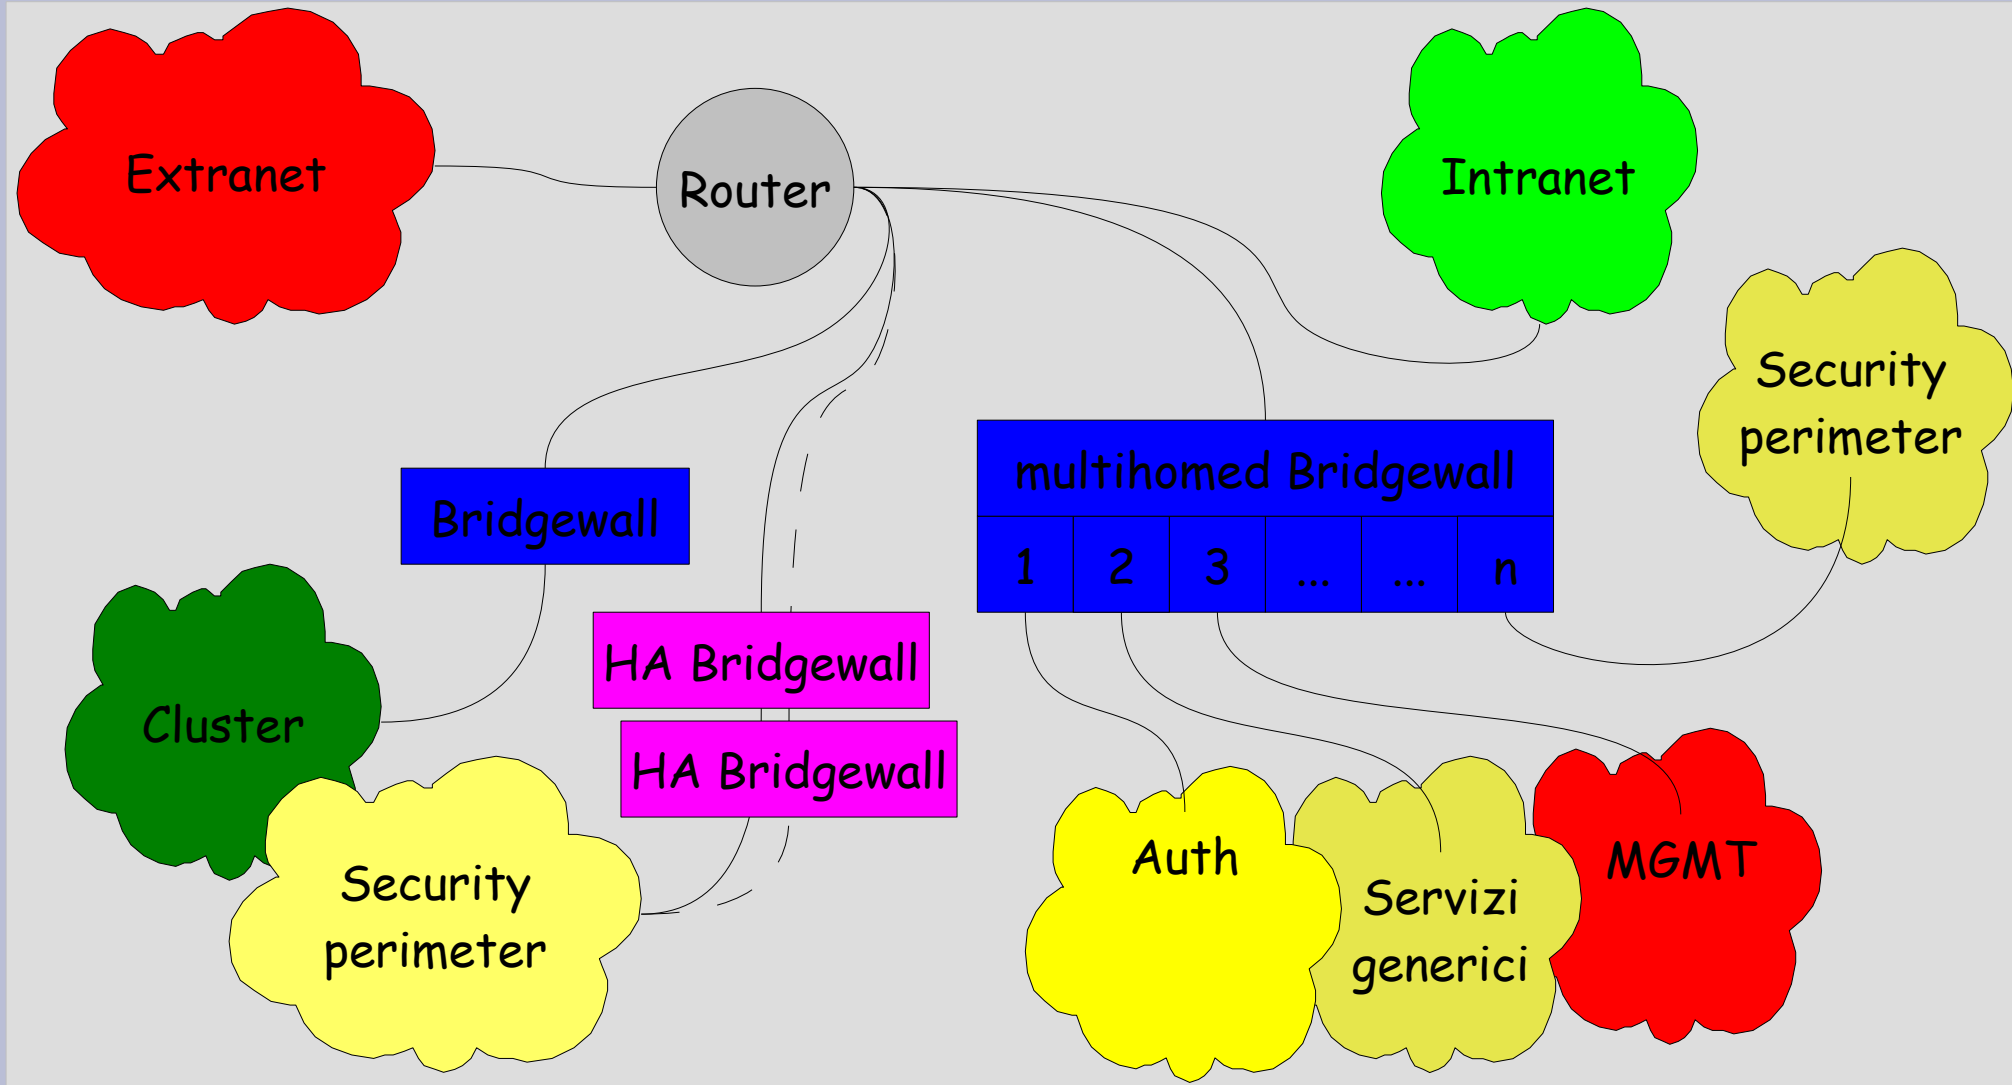 Extranet
Router
Intranet
Security
perimeter
multihomed Bridgewall
1 2 3 ... ... n
Bridgewall
HA Bridgewall
HA Bridgewall
Cluster
Security
perimeter
Auth
Servizi
generici
MGMT